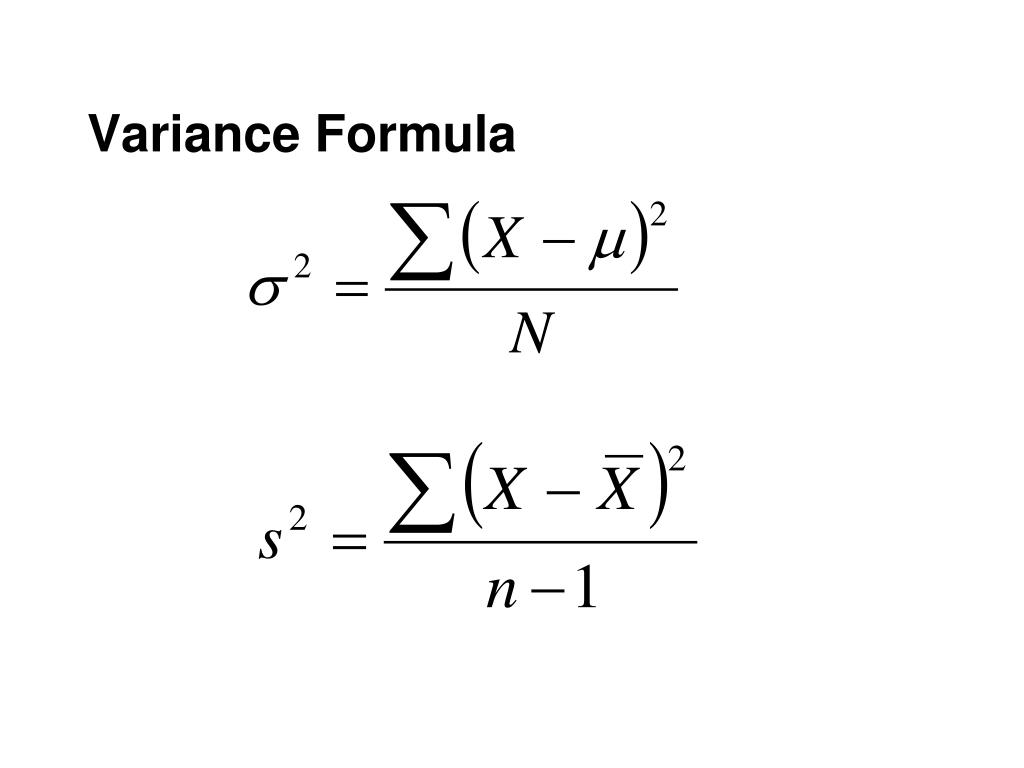 Variance Formula
σ² = ∑(X − μ)² / N
s² = ∑(X − X̅)² / n − 1